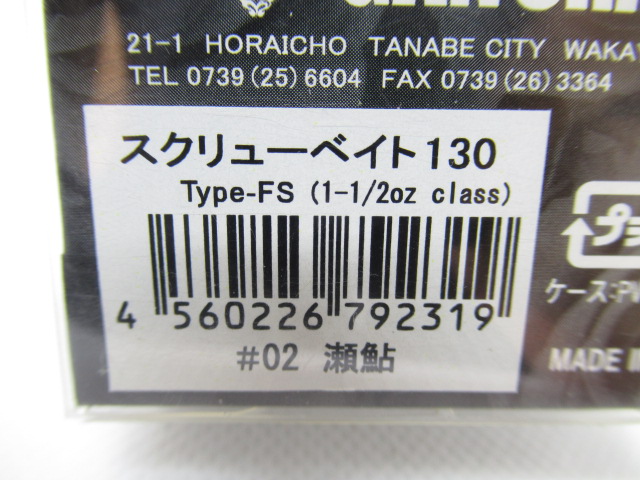 21-1 HORAICHO TANABE CITY
TEL 0739(25)6604 FAX 0739(26)3364
スクリューベイト130
Type-FS (1-1/2oz class)
4 560226 792319
#02 瀬鮎
プラ
ケース:P
MADE